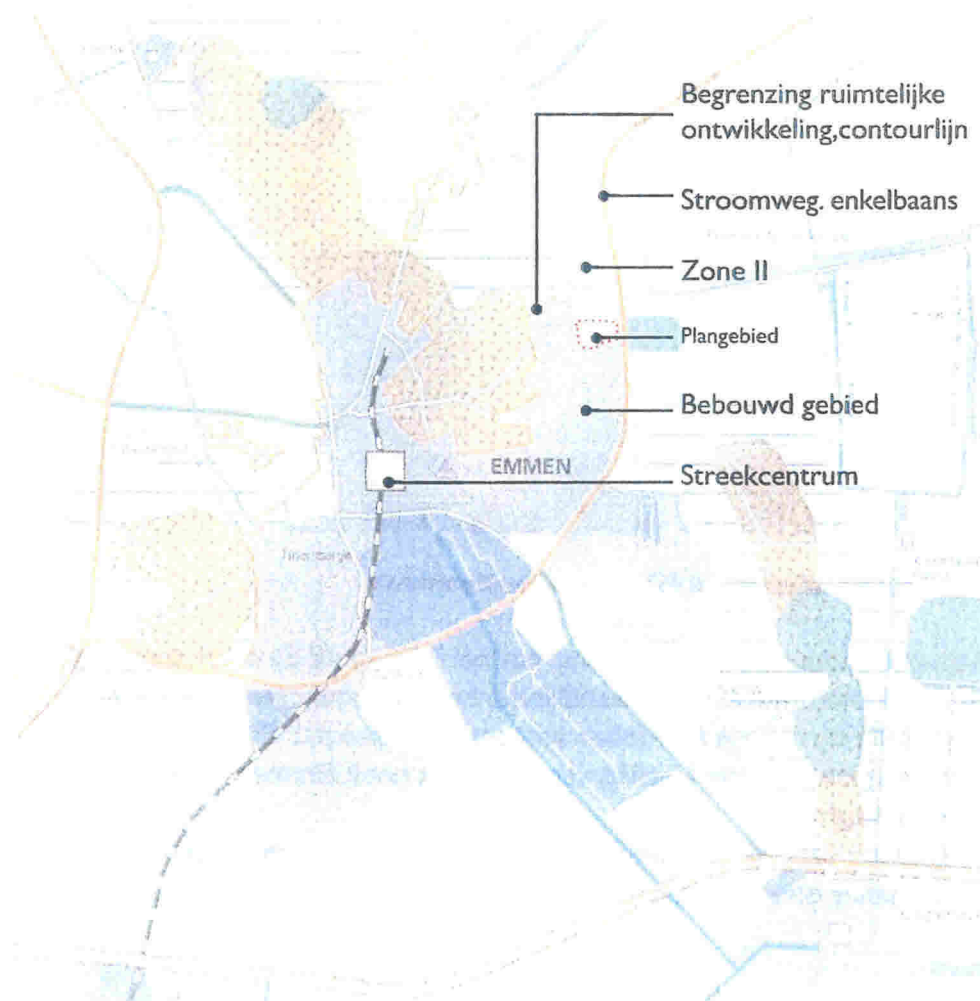 Begrenzing ruimtelijke
ontwikkeling,contourlijn
Stroomweg. enkelbaans
Zone II
Plangebied
Bebouwd gebied
EMMEN
Streekcentrum